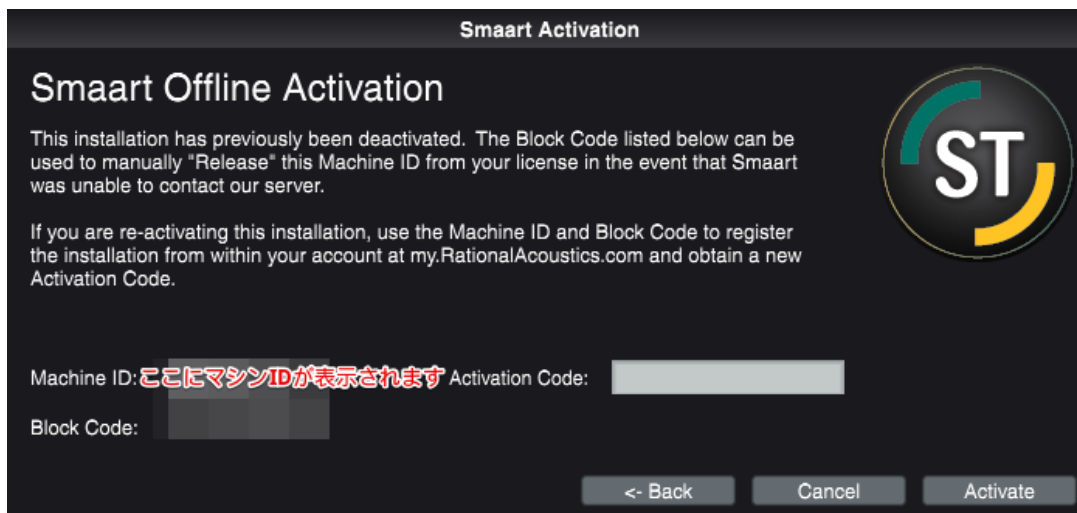 Smaart Activation
Smaart Offline Activation
ST
This installation has previously been deactivated.  The Block Code listed below can be
used to manually "Release" this Machine ID from your license in the event that Smaart
was unable to contact our server.
If you are re-activating this installation, use the Machine ID and Block Code to register
the installation from within your account at my.RationalAcoustics.com and obtain a new
Activation Code.
Machine ID: ここにマシンIDが表示されます Activation Code:
Block Code:
<- Back Cancel Activate